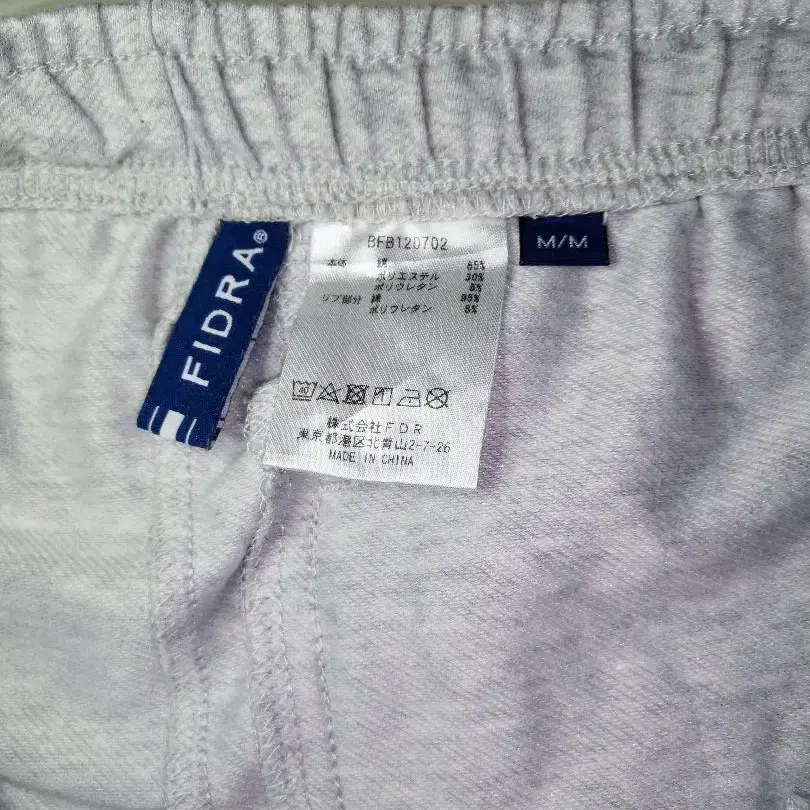 FIDRA®
BFB120702
本体 綿 65%
ポリエステル 30%
ポリウレタン 5%
リブ部分 綿 95%
ポリウレタン 5%
40
株式会社FDR
東京都港区北青山2-7-26
MADE IN CHINA
M/M